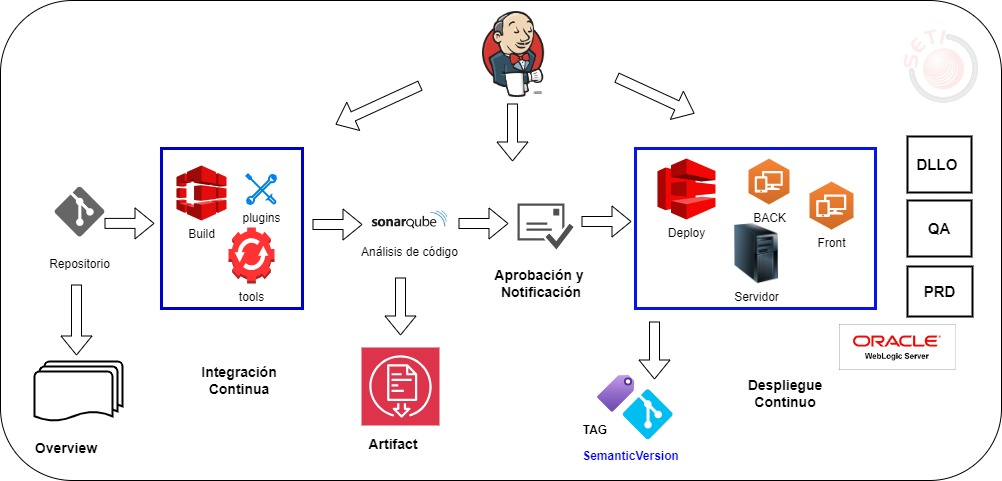 SETI
DLLO
plugins
Build
sonarqube
BACK
QA
Repositorio
Análisis de código
Deploy
Front
Aprobación y
Notificación
tools
Servidor
PRD
ORACLE
WebLogic Server
Integración
Continua
Despliegue
Continuo
Overview
Artifact
TAG
SemanticVersion